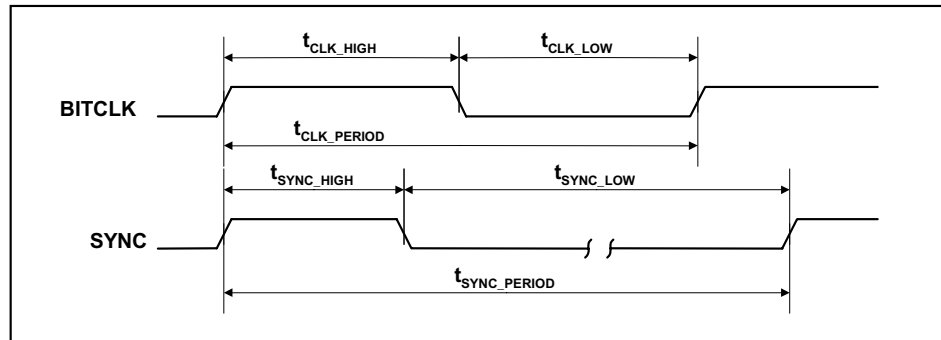 tCLK_HIGH tCLK_LOW
BITCLK
tCLK_PERIOD
tSYNC_HIGH tSYNC_LOW
SYNC
tSYNC_PERIOD